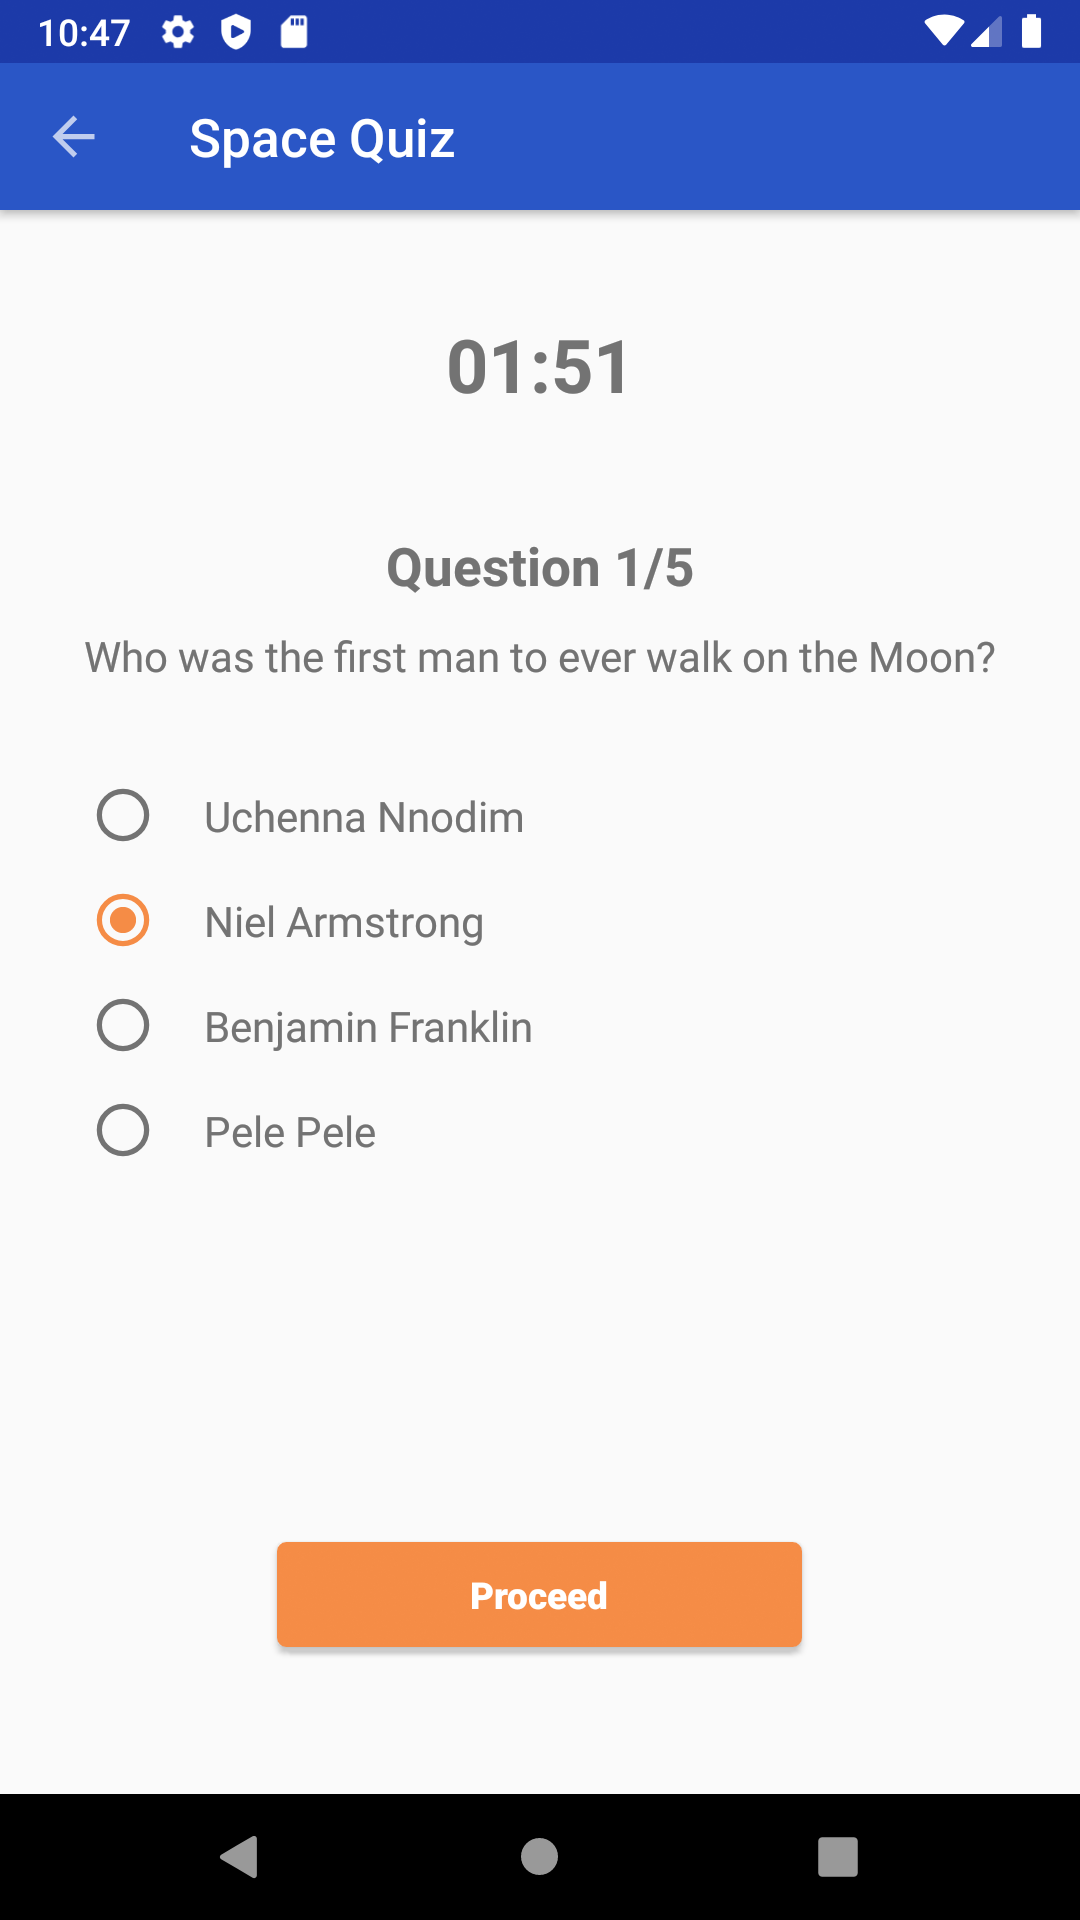 10:47
Space Quiz
01:51
Question 1/5
Who was the first man to ever walk on the Moon?
Uchenna Nnodim
Niel Armstrong
Benjamin Franklin
Pele Pele
Proceed